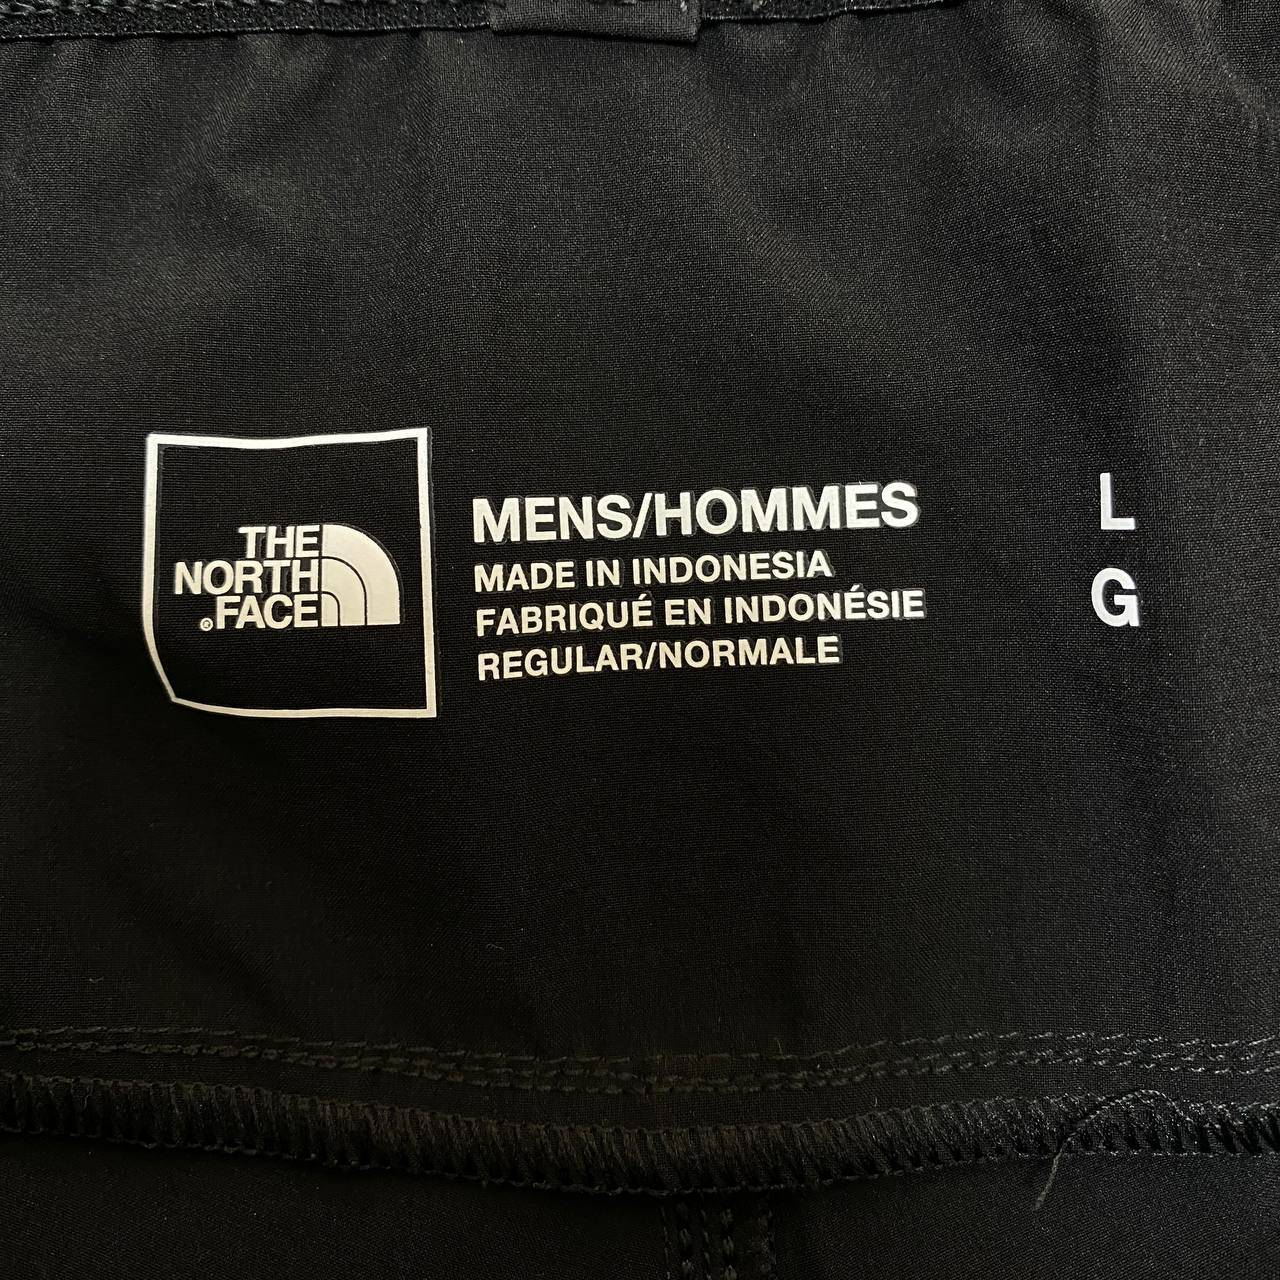 THE
NORTH
®FACE
MENS/HOMMES
MADE IN INDONESIA
FABRIQUÉ EN INDONÉSIE
REGULAR/NORMALE
L
G